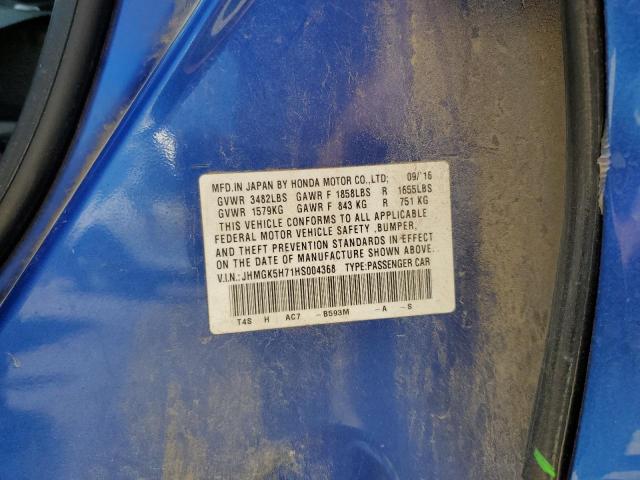 MFD. IN JAPAN BY HONDA MOTOR CO.,LTD: 09/16
GVWR 3482LBS GAWR F 1858LBS R 1655LBS
GVWR 1579KG GAWR F 843 KG R 751 KG
THIS VEHICLE CONFORMS TO ALL APPLICABLE
FEDERAL MOTOR VEHICLE SAFETY ,BUMPER,
AND THEFT PREVENTION STANDARDS IN EFFECT
ON THE DATE OF MANUFACTURE SHOWN ABOVE.
V.I.N.: JHMGK5H71HS004368 TYPE:PASSENGER CAR
T4S H AC7 -B593M -A -S